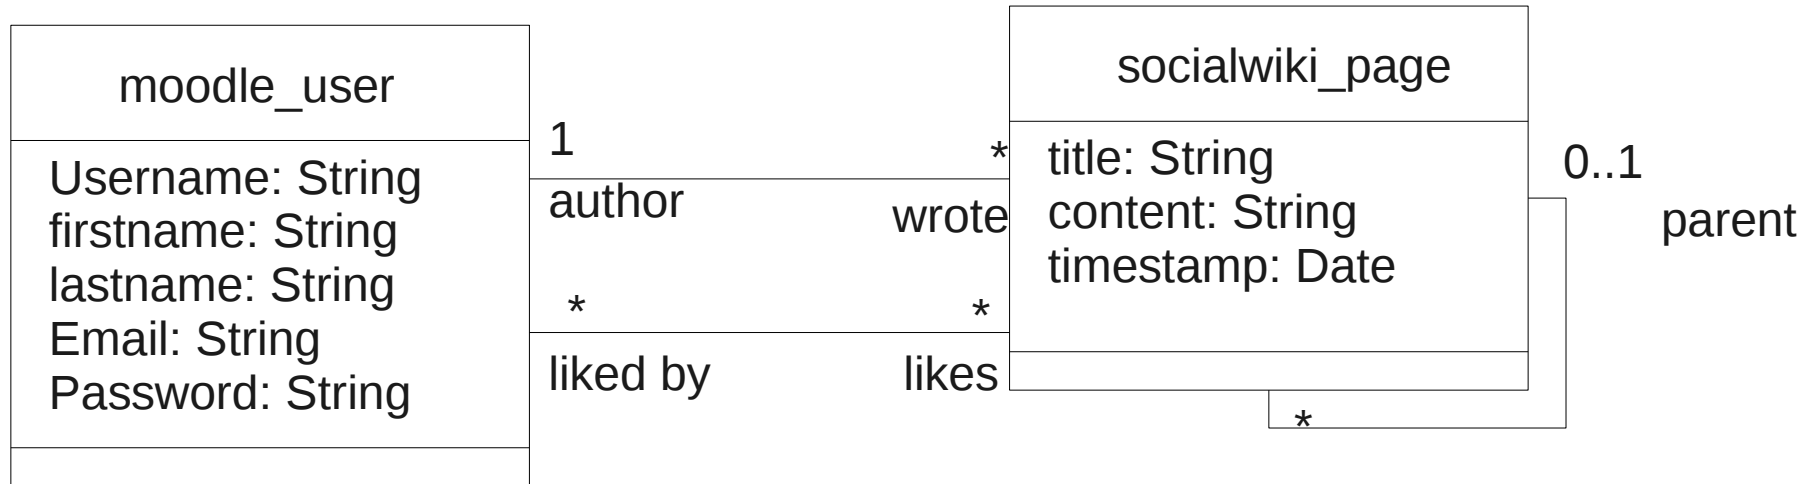 moodle_user
Username: String
firstname: String
lastname: String
Email: String
Password: String
1
author
*
wrote
*
liked by
*
likes
socialwiki_page
title: String
content: String
timestamp: Date
0..1
parent
*